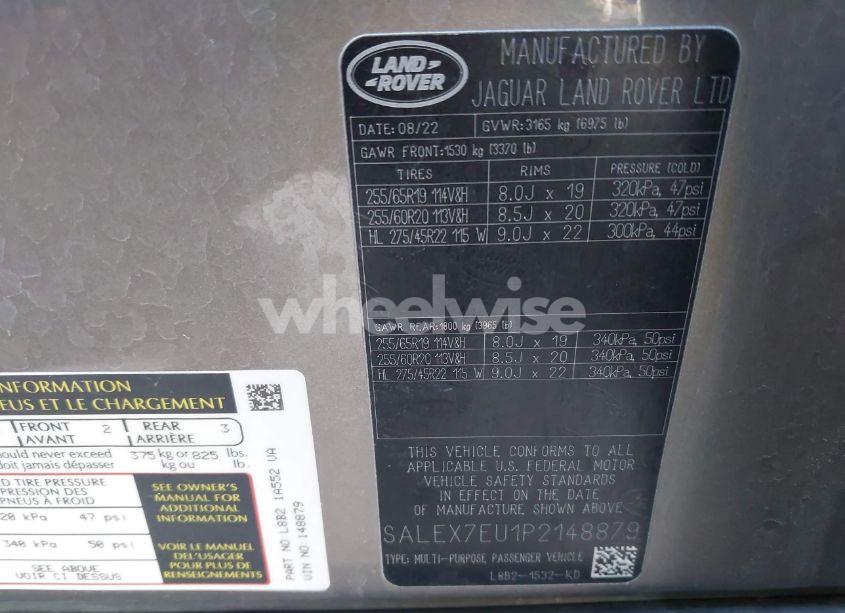 LAND ROVER
MANUFACTURED BY
JAGUAR LAND ROVER LTD
DATE: 08/22 GVWR: 3165 kg (6975 lb)
GAWR FRONT: 1530 kg (3370 lb)
TIRES RIMS PRESSURE (COLD)
255/65R19 114V&H 8.0J x 19 320kPa, 47psi
255/60R20 113V&H 8.5J x 20 320kPa, 47psi
HL 275/45R22 115 W 9.0J x 22 300kPa, 44psi
wheelwise
GAWR REAR: 1800 kg (3965 lb)
255/65R19 114V&H 8.0J x 19 340kPa, 50psi
255/60R20 113V&H 8.5J x 20 340kPa, 50psi
HL 275/45R22 115 W 9.0J x 22 340kPa, 50psi
THIS VEHICLE CONFORMS TO ALL
APPLICABLE U.S. FEDERAL MOTOR
VEHICLE SAFETY STANDARDS
IN EFFECT ON THE DATE
OF MANUFACTURE SHOWN ABOVE
SALEX7EU1P2148879
TYPE: MULTI-PURPOSE PASSENGER VEHICLE
L8B2-1532-KD
INFORMATION
ET LE CHARGEMENT
FRONT 2 REAR 3
AVANT ARRIÈRE
never exceed 375 kg or 825 lbs.
doit jamais dépasser kg ou lb.
TIRE PRESSURE
PRESSION DES
PNEUS À FROID
kPa 47 psi
340 kPa 50 psi
SEE ABOVE
VOIR CI DESSUS
SEE OWNER'S
MANUAL FOR
ADDITIONAL
INFORMATION
VOIR LE MANUEL
DE L'USAGER
POUR PLUS DE
RENSEIGNEMENTS
PART NO: L8B2 1A552 VA
VIN NO: 148879